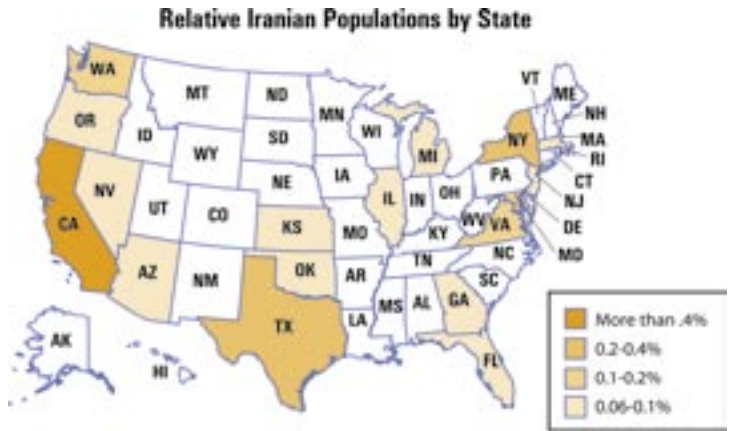 Relative Iranian Populations by State
WA
MT
ND
MN
VT
ME
NH
OR
ID
SD
WI
MI
NY
MA
RI
WY
CT
NV
NE
IA
PA
NJ
UT
CO
IL
IN
OH
DE
CA
KS
MO
KY
WV
VA
MD
AZ
NM
OK
AR
TN
NC
SC
TX
LA
MS
AL
GA
AK
HI
FL
More than .4%
0.2-0.4%
0.1-0.2%
0.06-0.1%